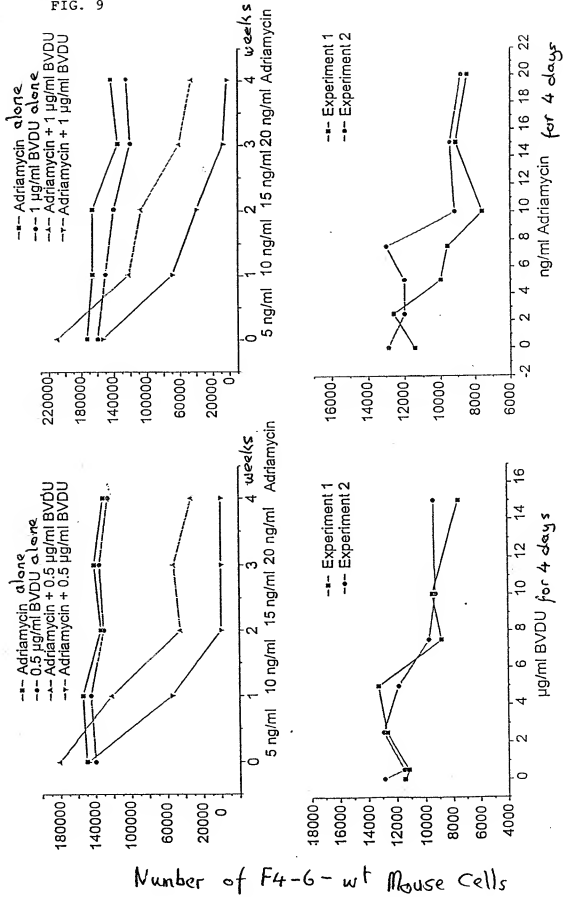 FIG. 9
Adriamycin alone
0.5 µg/ml BVDU alone
Adriamycin + 0.5 µg/ml BVDU
Adriamycin + 0.5 µg/ml BVDU
180000
140000
100000
60000
20000
0
0 1 2 3 4 weeks
5 ng/ml 10 ng/ml 15 ng/ml 20 ng/ml Adriamycin
Adriamycin alone
1 µg/ml BVDU alone
Adriamycin + 1 µg/ml BVDU
Adriamycin + 1 µg/ml BVDU
220000
180000
140000
100000
60000
20000
0
0 1 2 3 4 weeks
5 ng/ml 10 ng/ml 15 ng/ml 20 ng/ml Adriamycin
Experiment 1
Experiment 2
18000
16000
14000
12000
10000
8000
6000
4000
0 2 4 6 8 10 12 14 16
µg/ml BVDU for 4 days
Experiment 1
Experiment 2
16000
14000
12000
10000
8000
6000
-2 0 2 4 6 8 10 14 16 18 20 22
ng/ml Adriamycin for 4 days
Number of F4-6-wt Mouse Cells